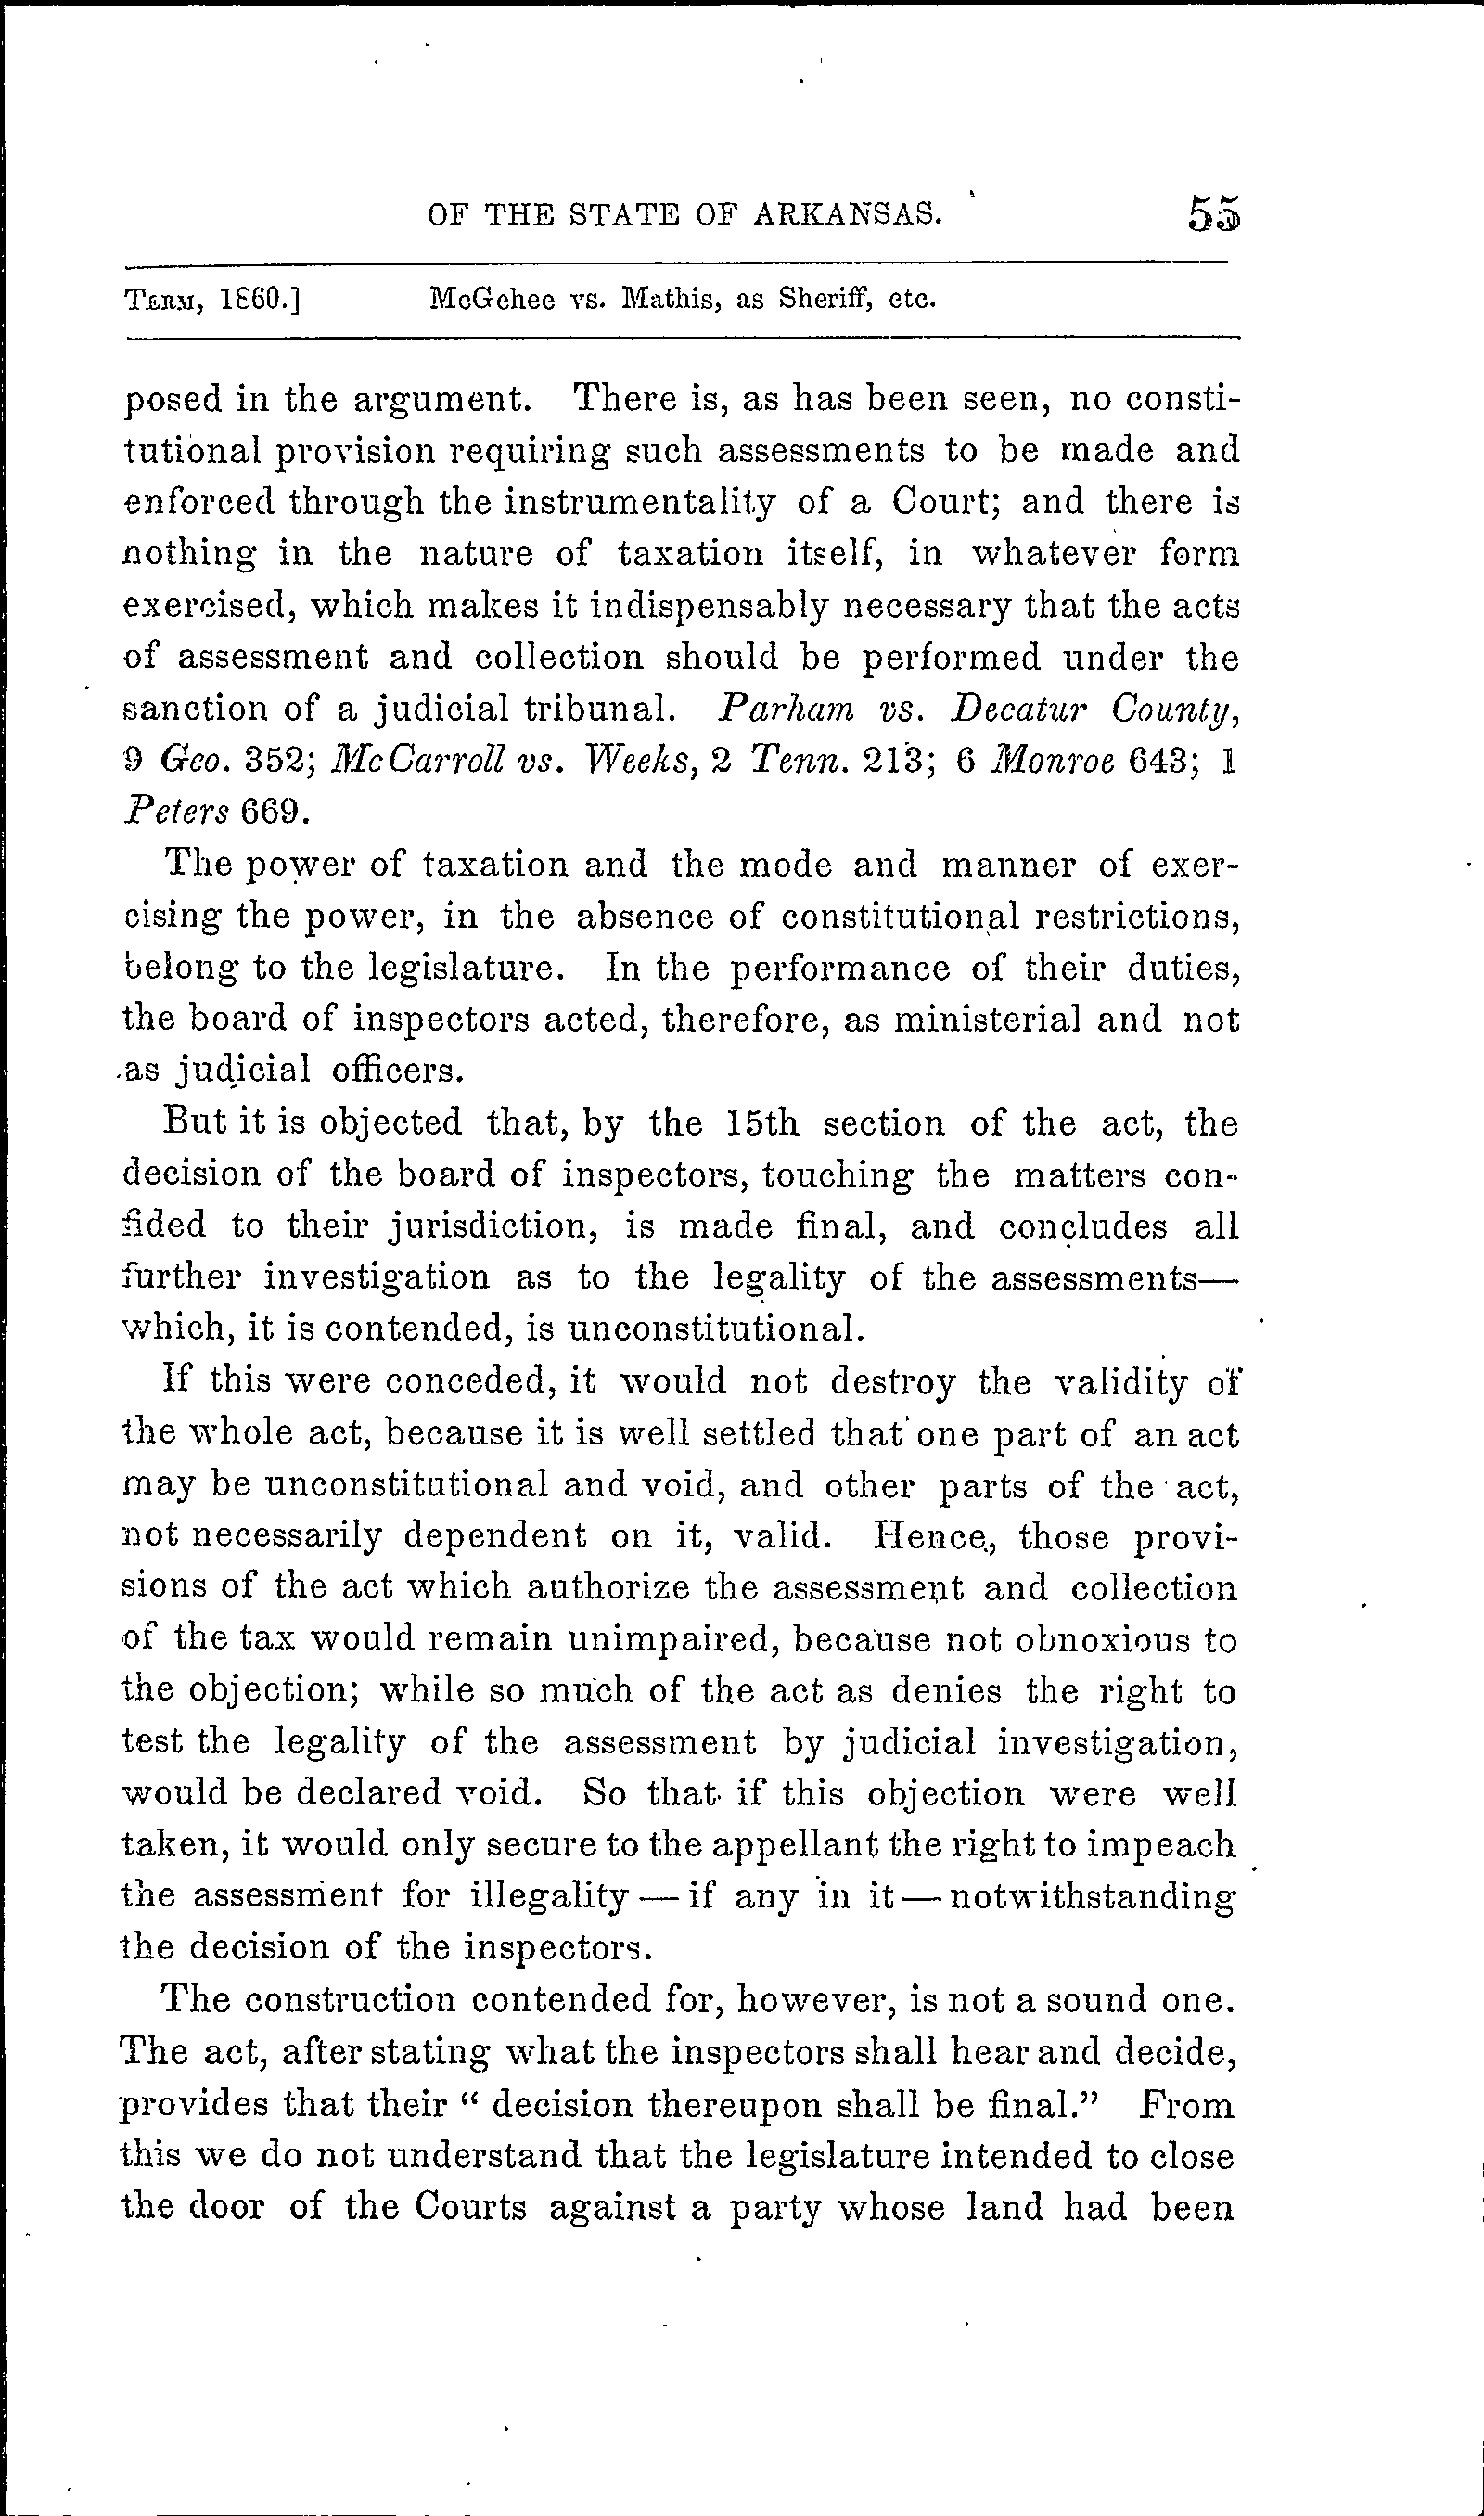 OF THE STATE OF ARKANSAS. 55
TERM, 1860.] McGehee vs. Mathis, as Sheriff, etc.
posed in the argument. There is, as has been seen, no consti-
tutional provision requiring such assessments to be made and
enforced through the instrumentality of a Court; and there is
nothing in the nature of taxation itself, in whatever form
exercised, which makes it indispensably necessary that the acts
of assessment and collection should be performed under the
sanction of a judicial tribunal. Parham vs. Decatur County,
9 Geo. 352; McCarroll vs. Weeks, 2 Tenn. 213; 6 Monroe 643; 1
Peters 669.
The power of taxation and the mode and manner of exer-
cising the power, in the absence of constitutional restrictions,
belong to the legislature. In the performance of their duties,
the board of inspectors acted, therefore, as ministerial and not
as judicial officers.
But it is objected that, by the 15th section of the act, the
decision of the board of inspectors, touching the matters con-
fided to their jurisdiction, is made final, and concludes all
further investigation as to the legality of the assessments—
which, it is contended, is unconstitutional.
If this were conceded, it would not destroy the validity of
the whole act, because it is well settled that one part of an act
may be unconstitutional and void, and other parts of the act,
not necessarily dependent on it, valid. Hence, those provi-
sions of the act which authorize the assessment and collection
of the tax would remain unimpaired, because not obnoxious to
the objection; while so much of the act as denies the right to
test the legality of the assessment by judicial investigation,
would be declared void. So that if this objection were well
taken, it would only secure to the appellant the right to impeach
the assessment for illegality — if any in it — notwithstanding
the decision of the inspectors.
The construction contended for, however, is not a sound one.
The act, after stating what the inspectors shall hear and decide,
provides that their " decision thereupon shall be final." From
this we do not understand that the legislature intended to close
the door of the Courts against a party whose land had been